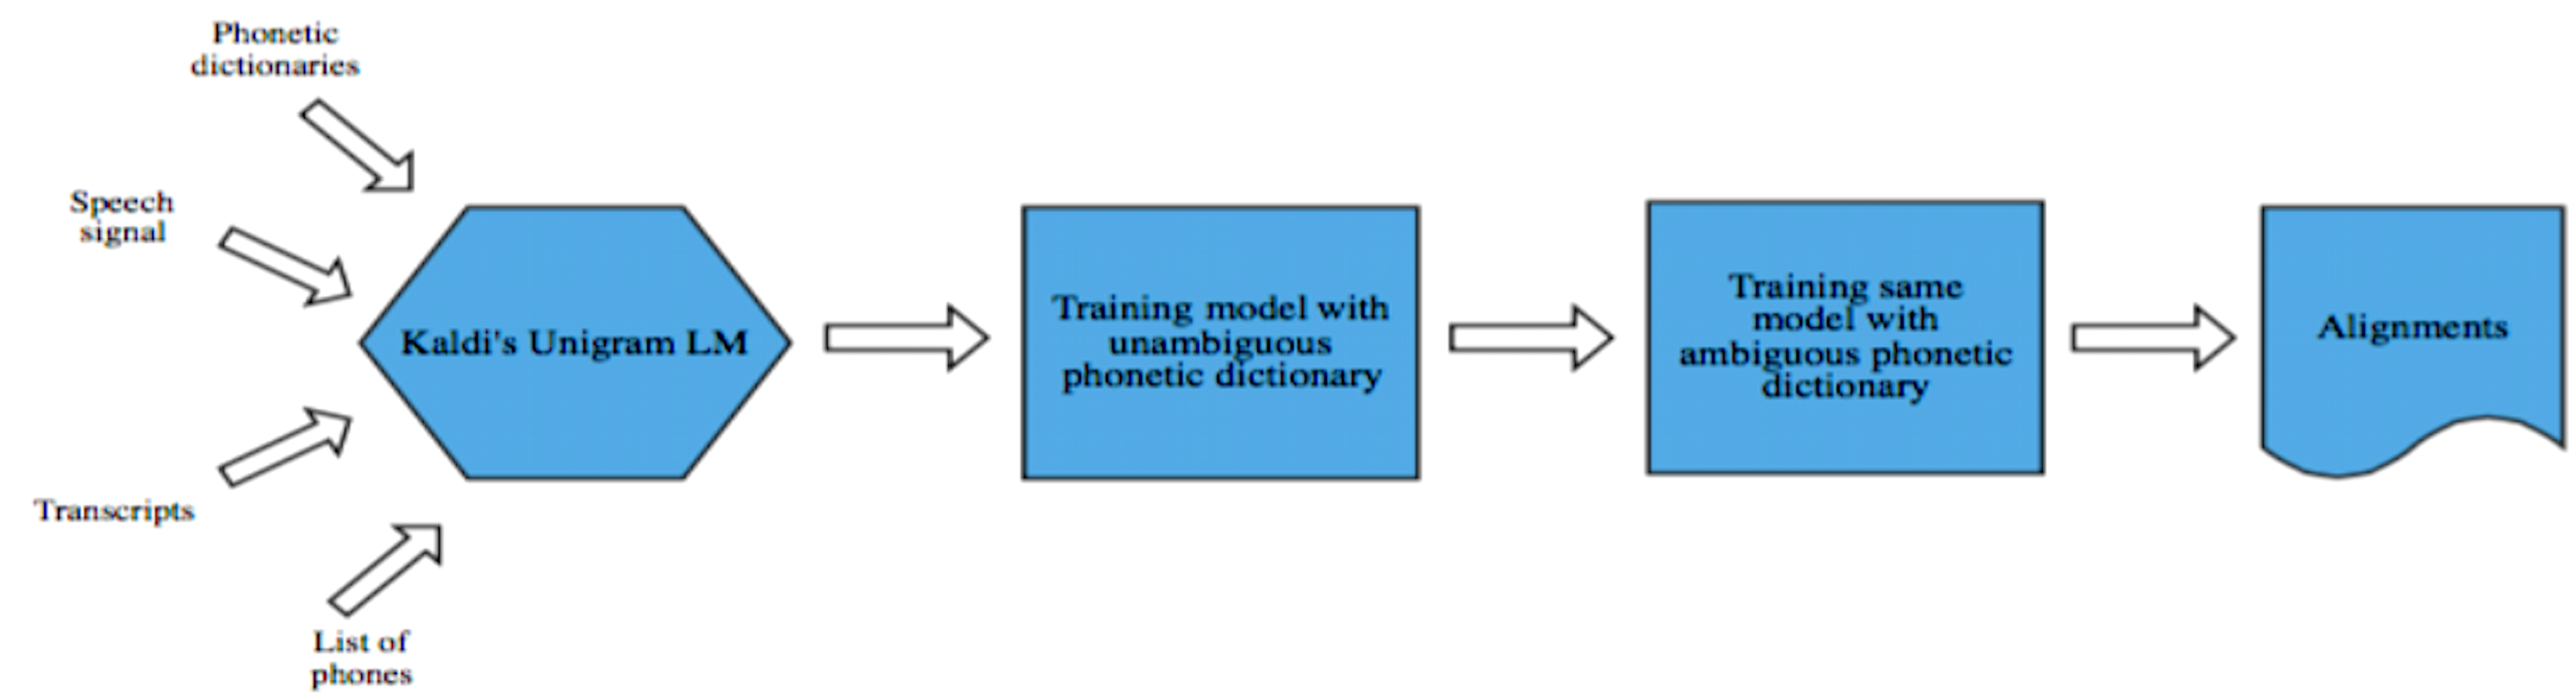 Phonetic
dictionaries
Speech
signal
Transcripts
List of
phones
Kaldi's Unigram LM
Training model with
unambiguous
phonetic dictionary
Training same
model with
ambiguous phonetic
dictionary
Alignments